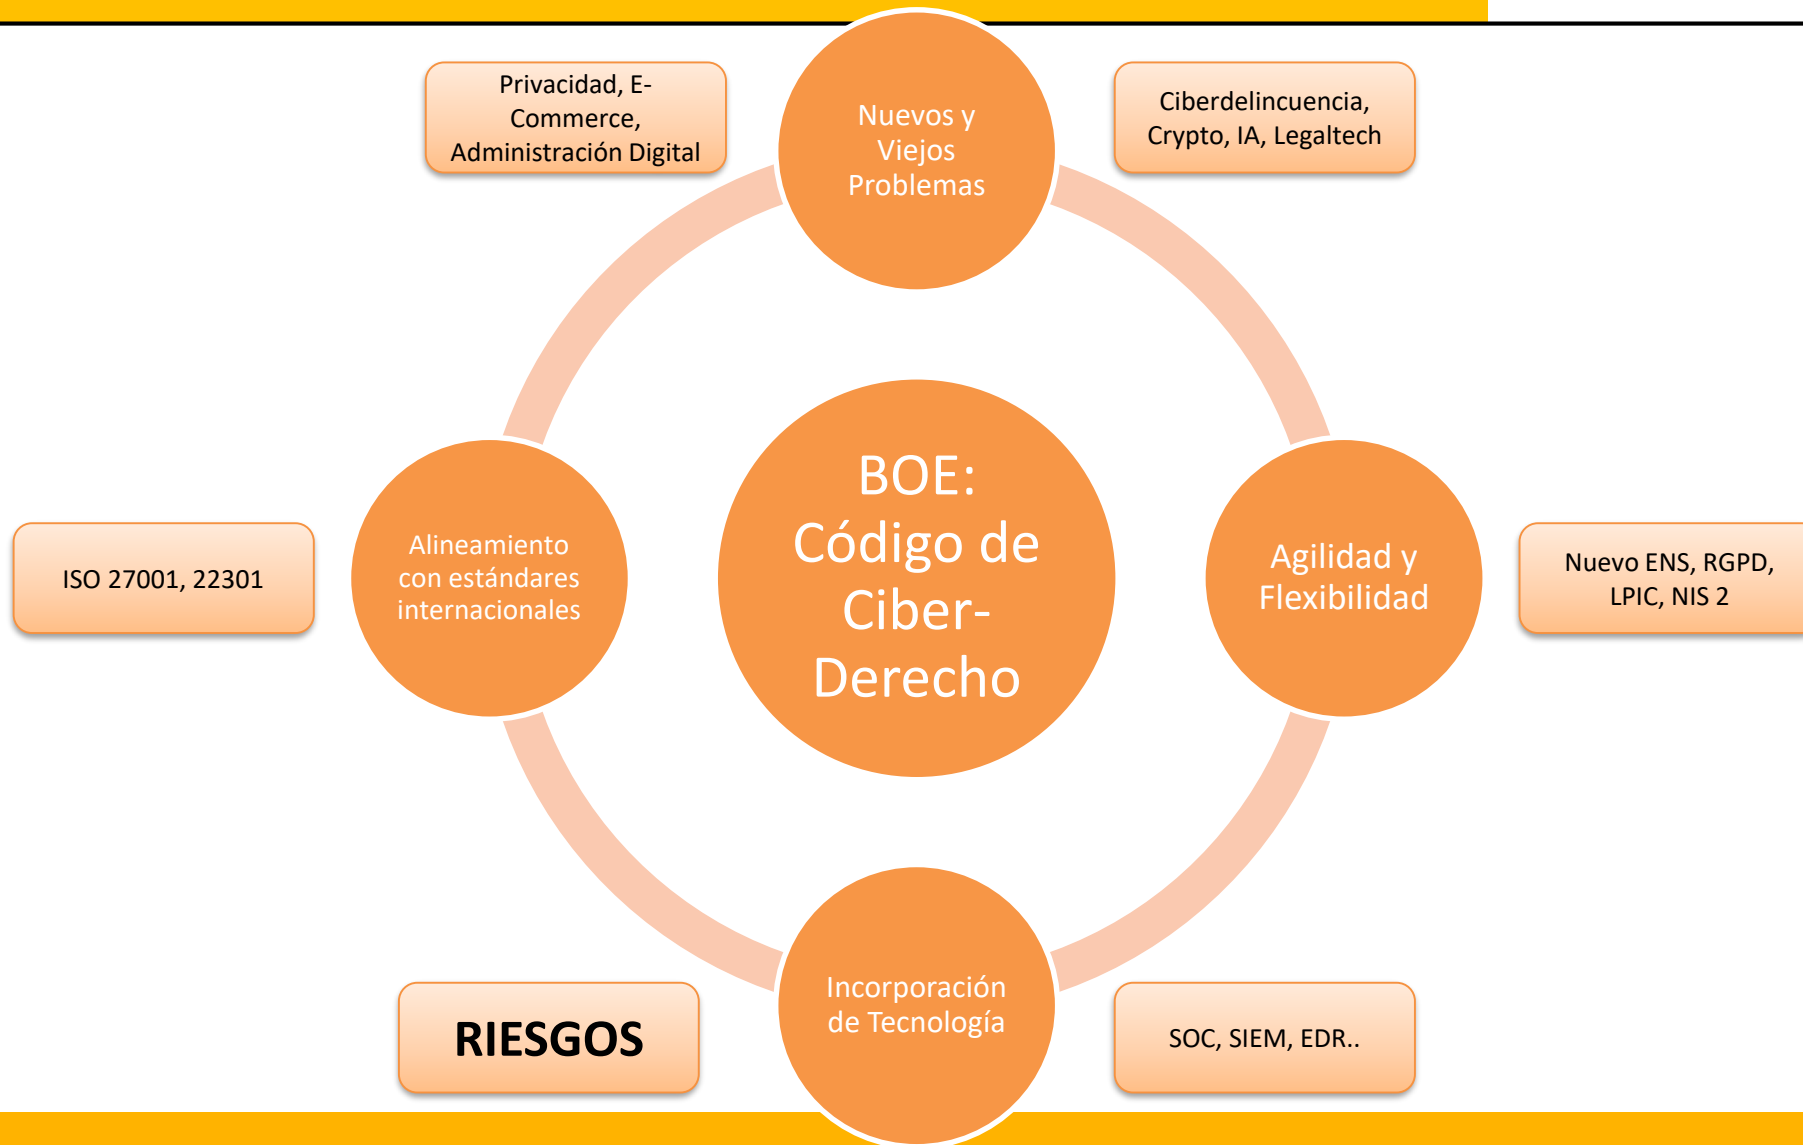 Privacidad, E-
Commerce,
Administración Digital
Nuevos y
Viejos
Problemas
Ciberdelincuencia,
Crypto, IA, Legaltech
ISO 27001, 22301
Alineamiento
con estándares
internacionales
BOE:
Código de
Ciber-
Derecho
Agilidad y
Flexibilidad
Nuevo ENS, RGPD,
LPIC, NIS 2
RIESGOS
Incorporación
de Tecnología
SOC, SIEM, EDR..